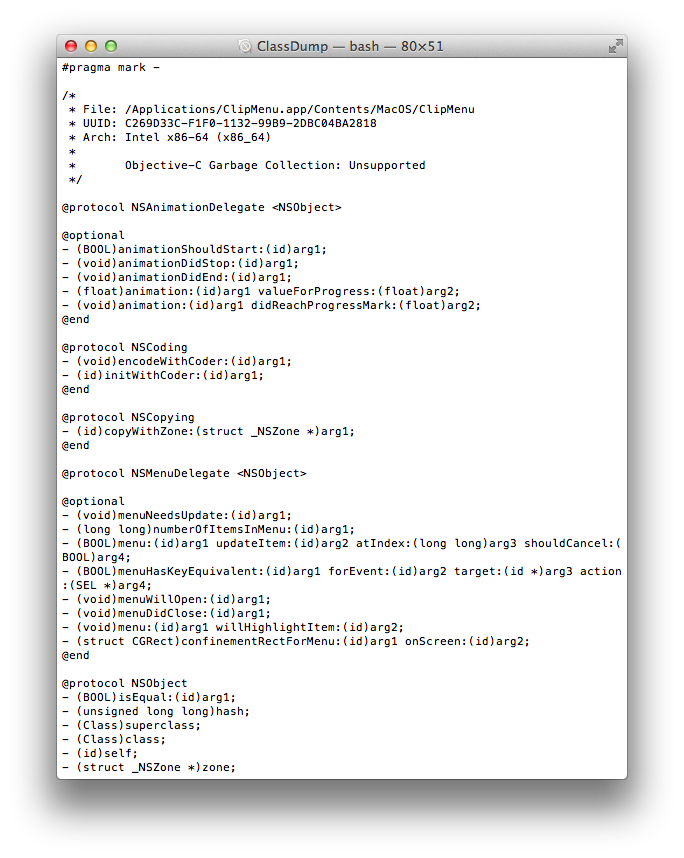 ClassDump — bash — 80×51
#pragma mark -

/*
 * File: /Applications/ClipMenu.app/Contents/MacOS/ClipMenu
 * UUID: C269D33C-F1F0-1132-99B9-2DBC04BA2818
 * Arch: Intel x86-64 (x86_64)
 *
 *       Objective-C Garbage Collection: Unsupported
 */

@protocol NSAnimationDelegate <NSObject>

@optional
- (BOOL)animationShouldStart:(id)arg1;
- (void)animationDidStop:(id)arg1;
- (void)animationDidEnd:(id)arg1;
- (float)animation:(id)arg1 valueForProgress:(float)arg2;
- (void)animation:(id)arg1 didReachProgressMark:(float)arg2;
@end

@protocol NSCoding
- (void)encodeWithCoder:(id)arg1;
- (id)initWithCoder:(id)arg1;
@end

@protocol NSCopying
- (id)copyWithZone:(struct _NSZone *)arg1;
@end

@protocol NSMenuDelegate <NSObject>

@optional
- (void)menuNeedsUpdate:(id)arg1;
- (long long)numberOfItemsInMenu:(id)arg1;
- (BOOL)menu:(id)arg1 updateItem:(id)arg2 atIndex:(long long)arg3 shouldCancel:(
BOOL)arg4;
- (BOOL)menuHasKeyEquivalent:(id)arg1 forEvent:(id)arg2 target:(id *)arg3 action
:(SEL *)arg4;
- (void)menuWillOpen:(id)arg1;
- (void)menuDidClose:(id)arg1;
- (void)menu:(id)arg1 willHighlightItem:(id)arg2;
- (struct CGRect)confinementRectForMenu:(id)arg1 onScreen:(id)arg2;
@end

@protocol NSObject
- (BOOL)isEqual:(id)arg1;
- (unsigned long long)hash;
- (Class)superclass;
- (Class)class;
- (id)self;
- (struct _NSZone *)zone;